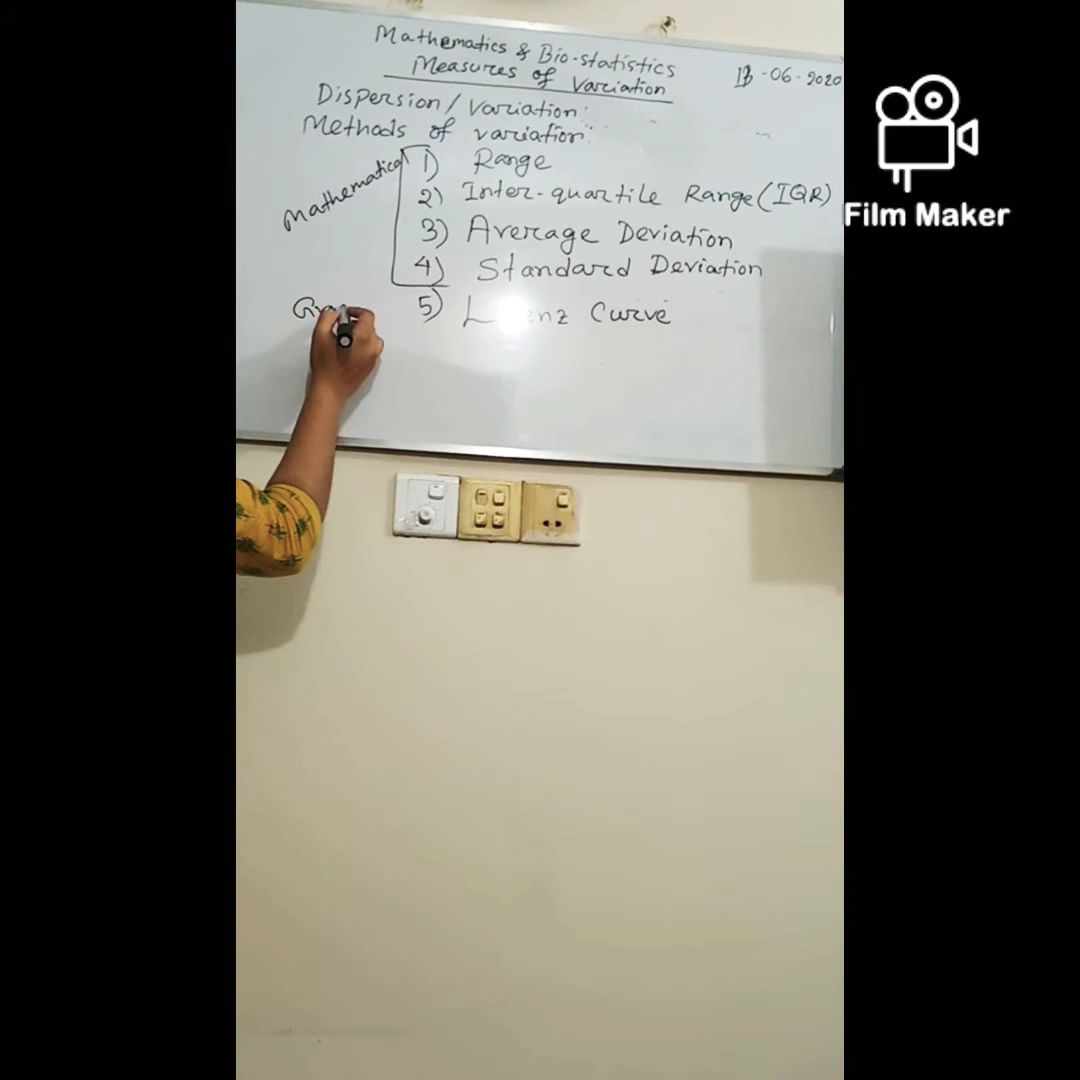 Mathematics & Bio-statistics
Measures of Variation
13-06-2020
Dispersion/Variation:
Methods of variation:
Mathematical
1) Range
2) Inter-quartile Range (IQR)
3) Average Deviation
4) Standard Deviation
5) Curve
Film Maker